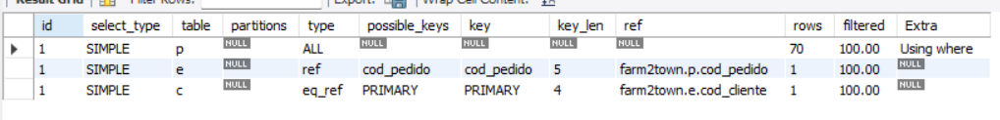 Result Grid Filter Rows: Export: Wrap Cell Content:
id select_type table partitions type possible_keys key key_len ref rows filtered Extra
1 SIMPLE p NULL ALL NULL NULL NULL NULL 70 100.00 Using where
1 SIMPLE e NULL ref cod_pedido cod_pedido 5 farm2town.p.cod_pedido 1 100.00 NULL
1 SIMPLE c NULL eq_ref PRIMARY PRIMARY 4 farm2town.e.cod_cliente 1 100.00 NULL